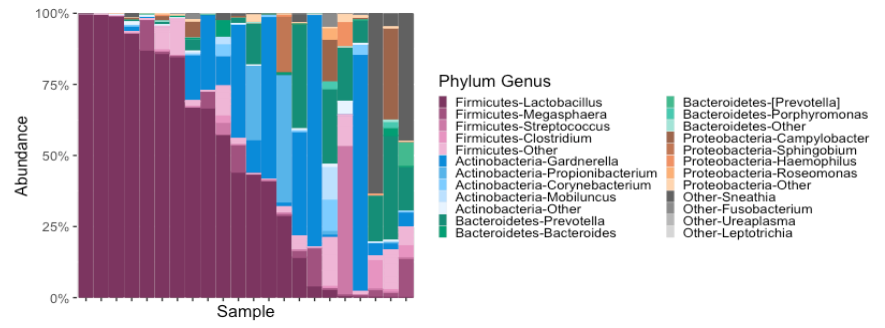 100%
75%
50%
25%
0%
Abundance
Sample
Phylum Genus
Firmicutes-Lactobacillus
Firmicutes-Megasphaera
Firmicutes-Streptococcus
Firmicutes-Clostridium
Firmicutes-Other
Actinobacteria-Gardnerella
Actinobacteria-Propionibacterium
Actinobacteria-Corynebacterium
Actinobacteria-Mobiluncus
Actinobacteria-Other
Bacteroidetes-Prevotella
Bacteroidetes-Bacteroides
Bacteroidetes-[Prevotella]
Bacteroidetes-Porphyromonas
Bacteroidetes-Other
Proteobacteria-Campylobacter
Proteobacteria-Sphingobium
Proteobacteria-Haemophilus
Proteobacteria-Roseomonas
Proteobacteria-Other
Other-Sneathia
Other-Fusobacterium
Other-Ureaplasma
Other-Leptotrichia